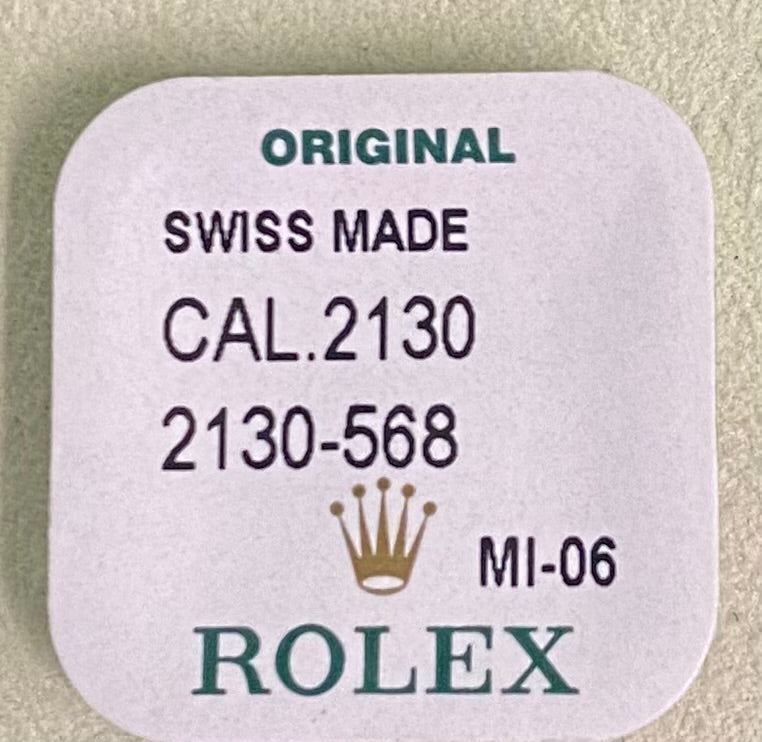 ORIGINAL
SWISS MADE
CAL.2130
2130-568
MI-06
ROLEX